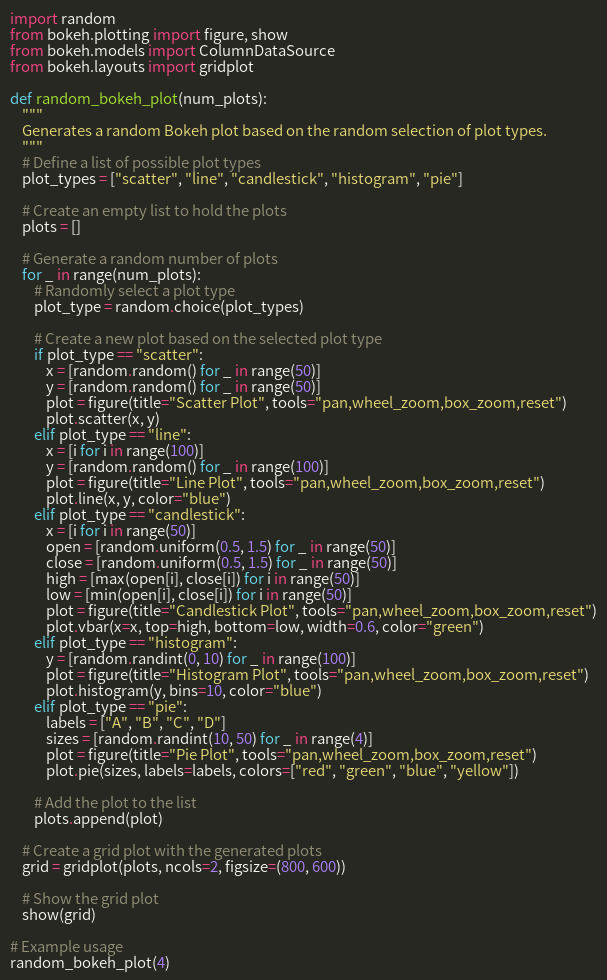 import random
from bokeh.plotting import figure, show
from bokeh.models import ColumnDataSource
from bokeh.layouts import gridplot

def random_bokeh_plot(num_plots):
    """
    Generates a random Bokeh plot based on the random selection of plot types.
    """
    # Define a list of possible plot types
    plot_types = ["scatter", "line", "candlestick", "histogram", "pie"]

    # Create an empty list to hold the plots
    plots = []

    # Generate a random number of plots
    for _ in range(num_plots):
        # Randomly select a plot type
        plot_type = random.choice(plot_types)

        # Create a new plot based on the selected plot type
        if plot_type == "scatter":
            x = [random.random() for _ in range(50)]
            y = [random.random() for _ in range(50)]
            plot = figure(title="Scatter Plot", tools="pan,wheel_zoom,box_zoom,reset")
            plot.scatter(x, y)
        elif plot_type == "line":
            x = [i for i in range(100)]
            y = [random.random() for _ in range(100)]
            plot = figure(title="Line Plot", tools="pan,wheel_zoom,box_zoom,reset")
            plot.line(x, y, color="blue")
        elif plot_type == "candlestick":
            x = [i for i in range(50)]
            open = [random.uniform(0.5, 1.5) for _ in range(50)]
            close = [random.uniform(0.5, 1.5) for _ in range(50)]
            high = [max(open[i], close[i]) for i in range(50)]
            low = [min(open[i], close[i]) for i in range(50)]
            plot = figure(title="Candlestick Plot", tools="pan,wheel_zoom,box_zoom,reset")
            plot.vbar(x=x, top=high, bottom=low, width=0.6, color="green")
        elif plot_type == "histogram":
            y = [random.randint(0, 10) for _ in range(100)]
            plot = figure(title="Histogram Plot", tools="pan,wheel_zoom,box_zoom,reset")
            plot.histogram(y, bins=10, color="blue")
        elif plot_type == "pie":
            labels = ["A", "B", "C", "D"]
            sizes = [random.randint(10, 50) for _ in range(4)]
            plot = figure(title="Pie Plot", tools="pan,wheel_zoom,box_zoom,reset")
            plot.pie(sizes, labels=labels, colors=["red", "green", "blue", "yellow"])

        # Add the plot to the list
        plots.append(plot)

    # Create a grid plot with the generated plots
    grid = gridplot(plots, ncols=2, figsize=(800, 600))

    # Show the grid plot
    show(grid)

# Example usage
random_bokeh_plot(4)